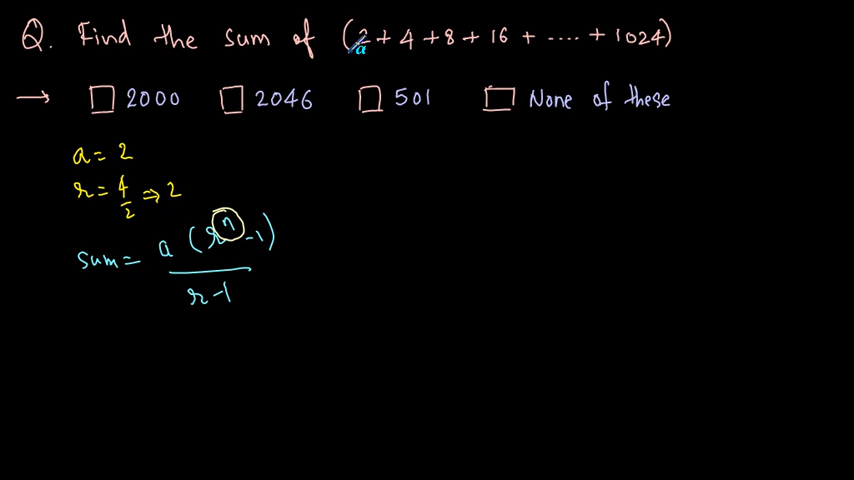 Q. Find the sum of (2 + 4 + 8 + 16 + .... + 1024)
a
→ □ 2000 □ 2046 □ 501 □ None of these
a = 2
r = 4/2 ⇒ 2
sum = a (r^n - 1) / r - 1